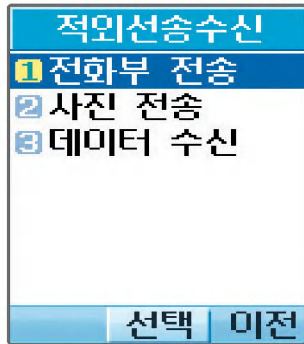 적외선송수신
1 전화부 전송
2 사진 전송
3 데이터 수신
선택 이전